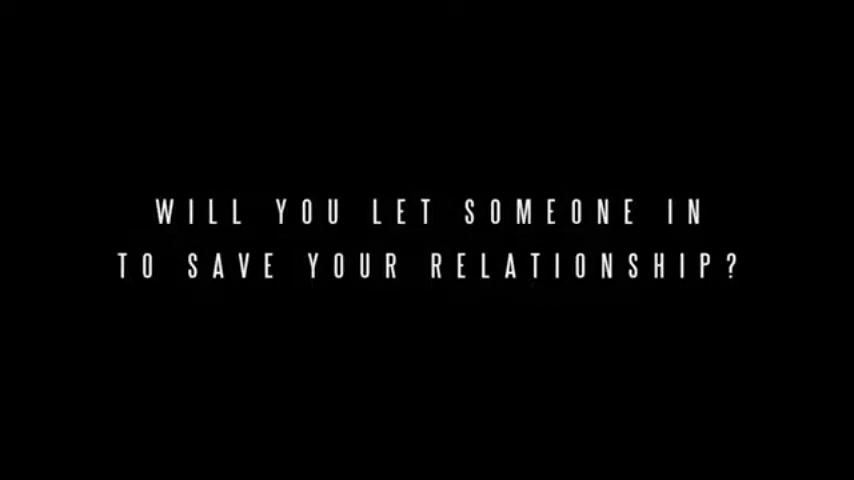 WILL YOU LET SOMEONE IN
TO SAVE YOUR RELATIONSHIP?